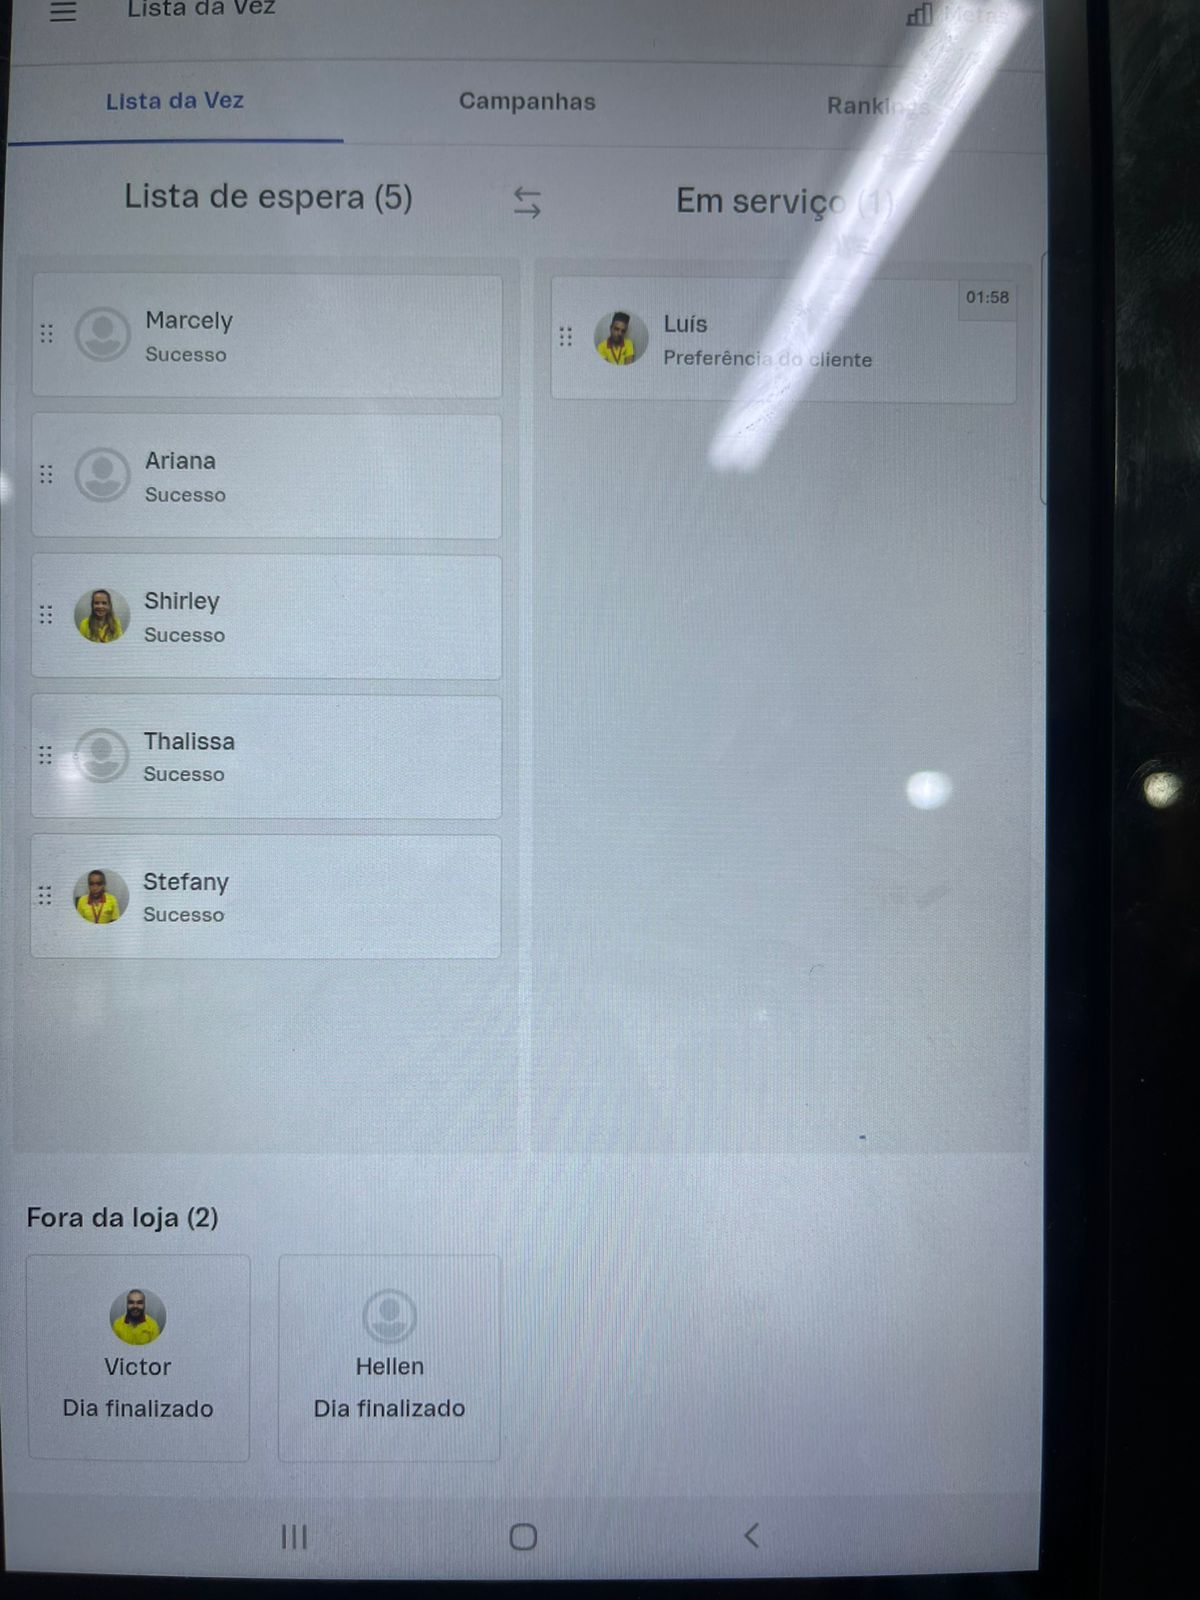 Lista da Vez
Metas
Lista da Vez
Campanhas
Rankings
Lista de espera (5)
Em serviço (1)
Marcely
Sucesso
Ariana
Sucesso
Shirley
Sucesso
Thalissa
Sucesso
Stefany
Sucesso
01:58
Luís
Preferência do cliente
Fora da loja (2)
Victor
Dia finalizado
Hellen
Dia finalizado